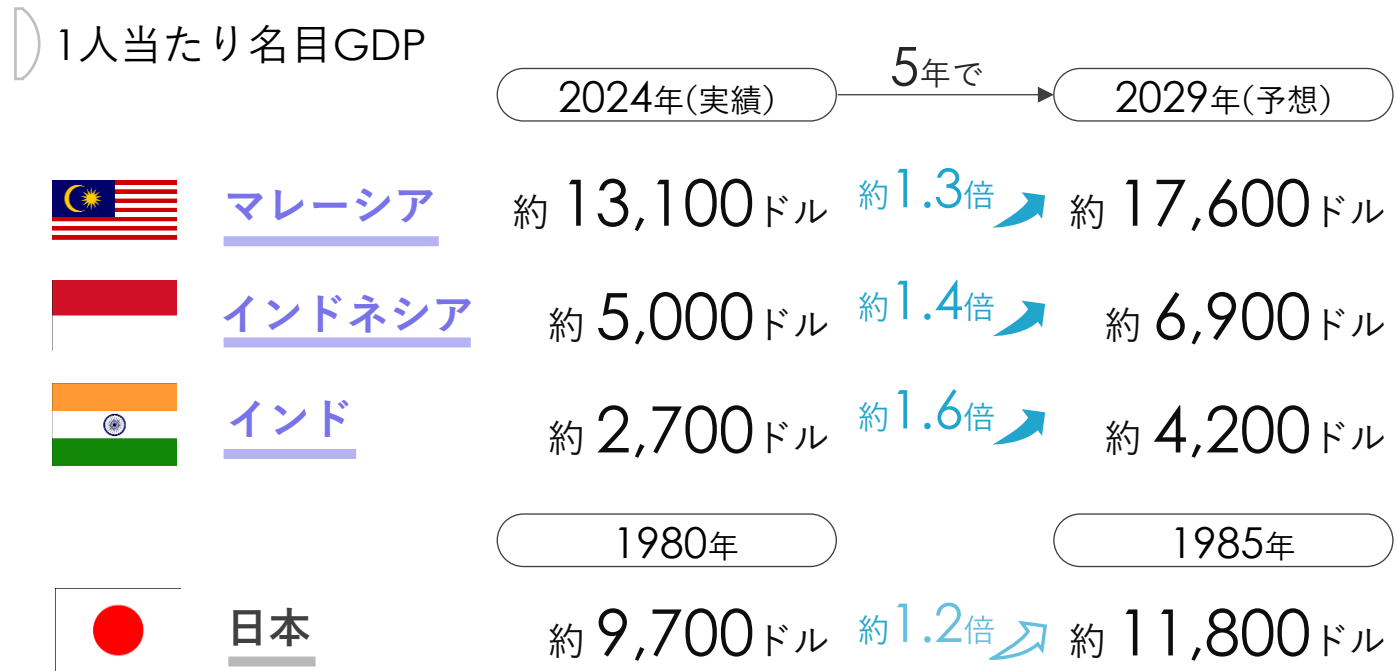 1人当たり名目GDP
2024年(実績) 5年で 2029年(予想)
マレーシア 約 13,100ドル 約1.3倍 約 17,600ドル
インドネシア 約 5,000ドル 約1.4倍 約 6,900ドル
インド 約 2,700ドル 約1.6倍 約 4,200ドル
1980年 1985年
日本 約 9,700ドル 約1.2倍 約 11,800ドル